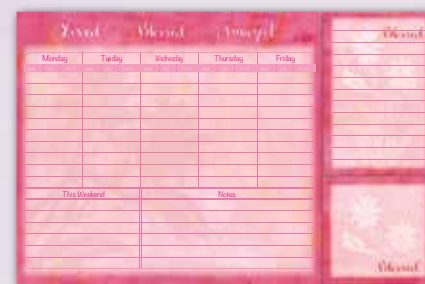 Loved Blessed Amazed
Monday Tuesday Wednesday Thursday Friday
This Weekend Notes
Blessed
Blessed